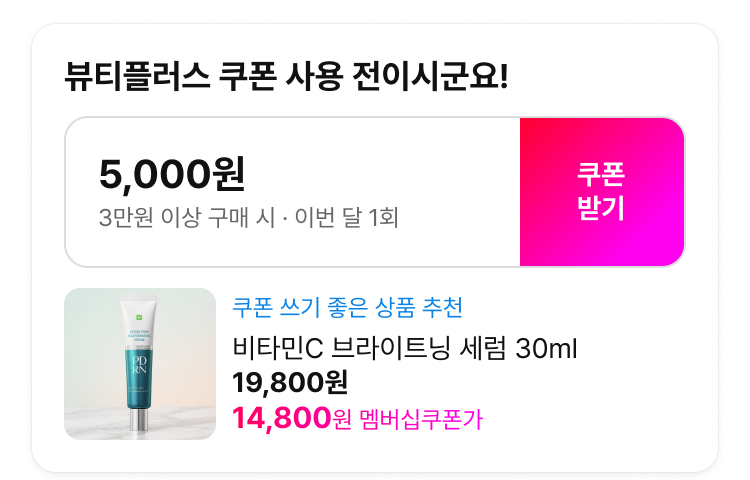 뷰티플러스 쿠폰 사용 전이시군요!
5,000원
3만원 이상 구매 시 · 이번 달 1회
쿠폰
받기
쿠폰 쓰기 좋은 상품 추천
비타민C 브라이트닝 세럼 30ml
19,800원
14,800원 멤버십쿠폰가
PD
RN